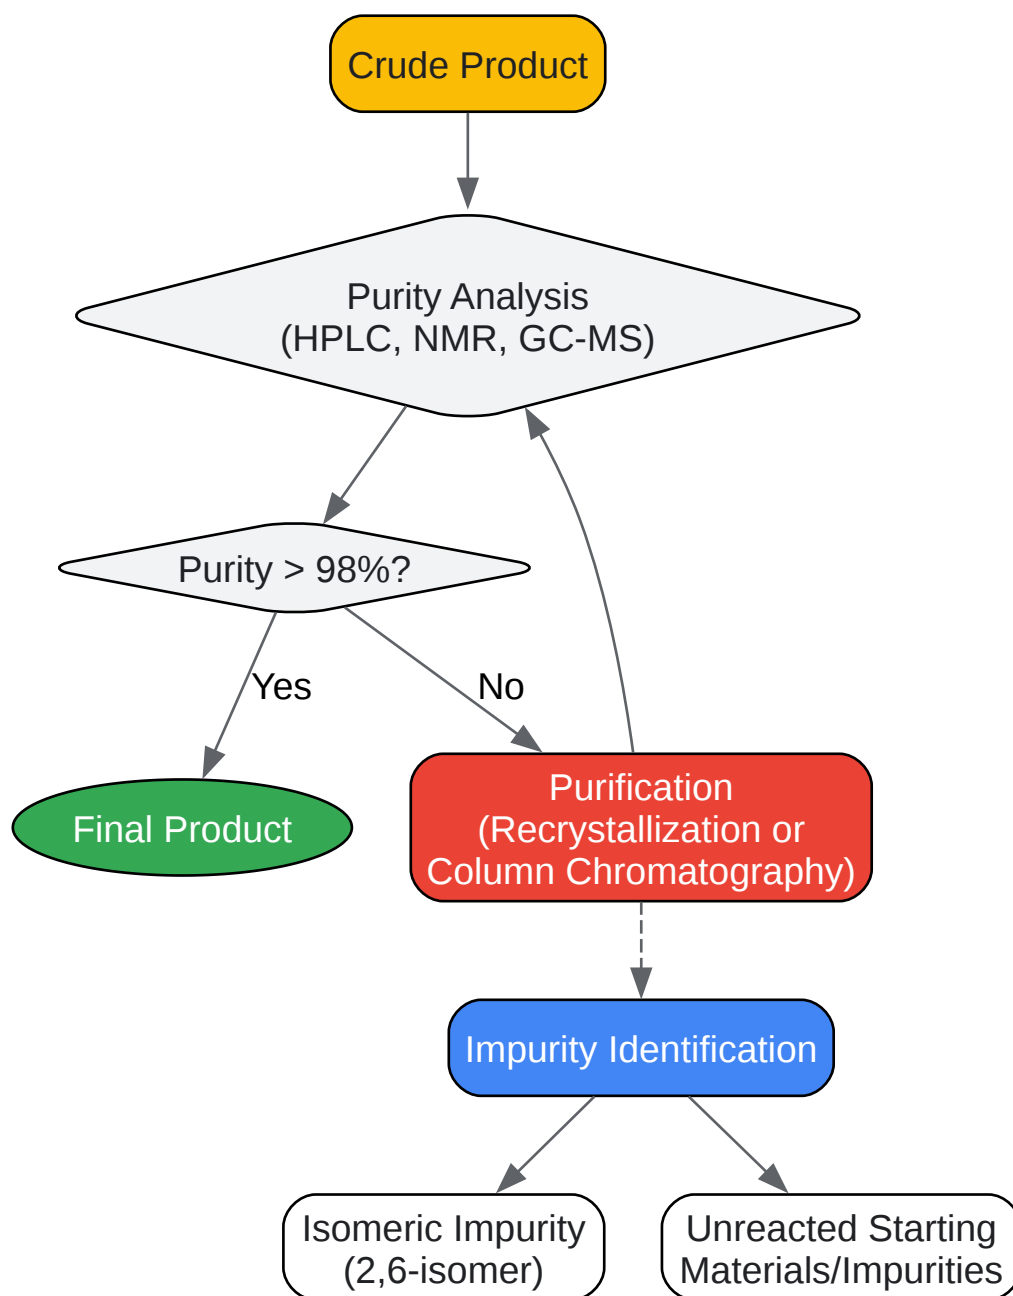 Crude Product
Purity Analysis
(HPLC, NMR, GC-MS)
Purity > 98%?
Yes
No
Final Product
Purification
(Recrystallization or
Column Chromatography)
Impurity Identification
Isomeric Impurity
(2,6-isomer)
Unreacted Starting
Materials/Impurities